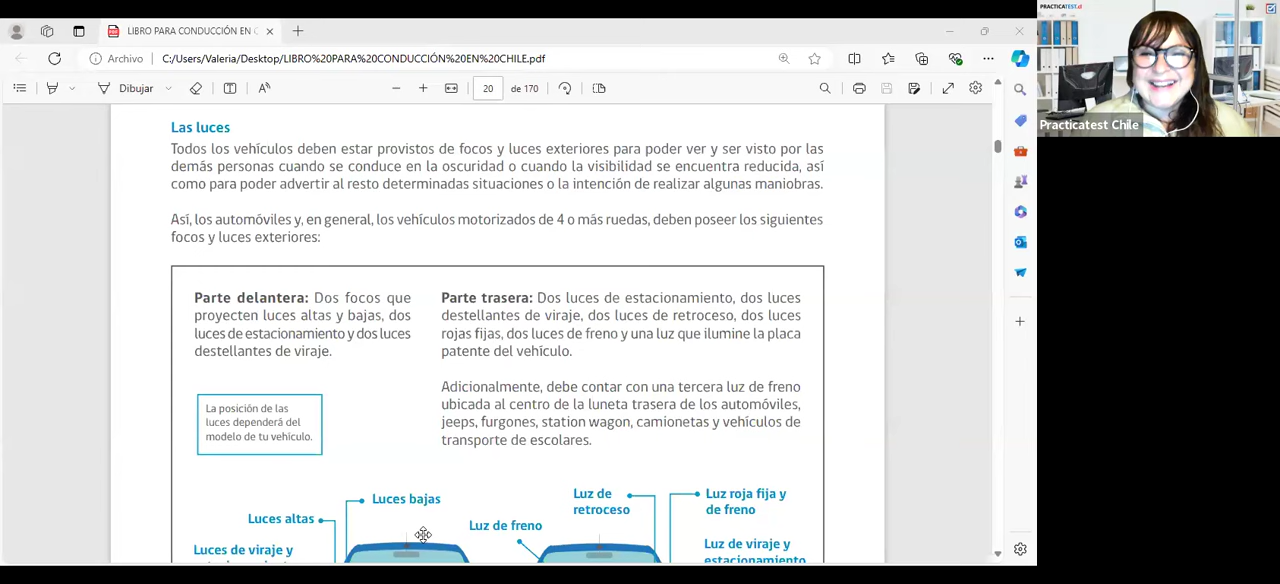 LIBRO PARA CONDUCCIÓN EN C
Archivo
C:/Users/Valeria/Desktop/LIBRO%20PARA%20CONDUCCIÓN%20EN%20CHILE.pdf
Dibujar
20
de 170
PRACTICATEST.cl
Practicatest Chile
Las luces
Todos los vehículos deben estar provistos de focos y luces exteriores para poder ver y ser visto por las
demás personas cuando se conduce en la oscuridad o cuando la visibilidad se encuentra reducida, así
como para poder advertir al resto determinadas situaciones o la intención de realizar algunas maniobras.
Así, los automóviles y, en general, los vehículos motorizados de 4 o más ruedas, deben poseer los siguientes
focos y luces exteriores:
Parte delantera: Dos focos que
proyecten luces altas y bajas, dos
luces de estacionamiento y dos luces
destellantes de viraje.
La posición de las
luces dependerá del
modelo de tu vehículo.
Parte trasera: Dos luces de estacionamiento, dos luces
destellantes de viraje, dos luces de retroceso, dos luces
rojas fijas, dos luces de freno y una luz que ilumine la placa
patente del vehículo.
Adicionalmente, debe contar con una tercera luz de freno
ubicada al centro de la luneta trasera de los automóviles,
jeeps, furgones, station wagon, camionetas y vehículos de
transporte de escolares.
Luces bajas
Luces altas
Luces de viraje y
Luz de freno
Luz de
retroceso
Luz roja fija y
de freno
Luz de viraje y
estacionamiento